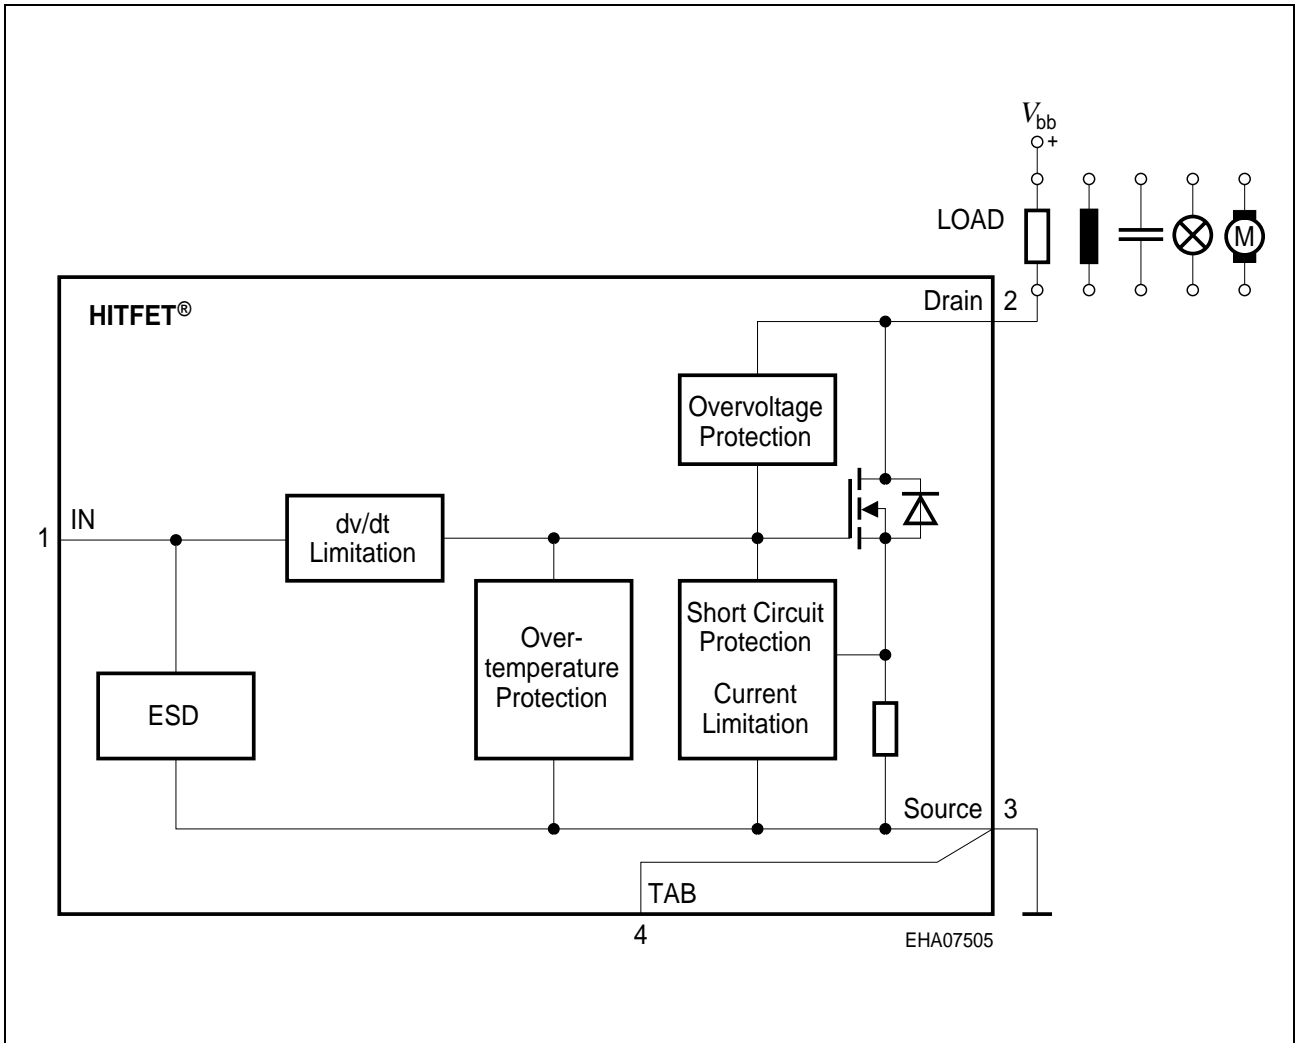 V_bb
+
LOAD
M
HITFET®
Drain 2
Overvoltage
Protection
1 IN
dv/dt
Limitation
Over-
temperature
Protection
Short Circuit
Protection
Current
Limitation
ESD
Source 3
TAB
4
EHA07505